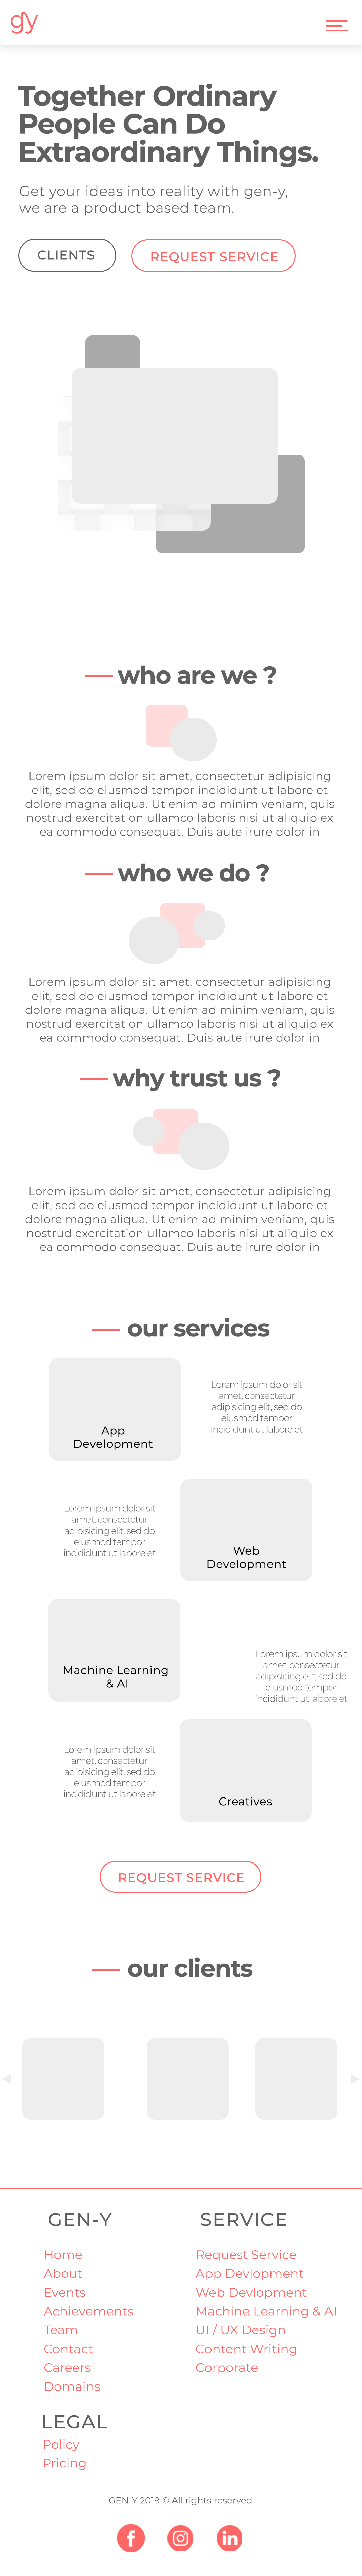 gy
Together Ordinary
People Can Do
Extraordinary Things.
Get your ideas into reality with gen-y,
we are a product based team.
CLIENTS
REQUEST SERVICE
who are we ?
Lorem ipsum dolor sit amet, consectetur adipisicing
elit, sed do eiusmod tempor incididunt ut labore et
dolore magna aliqua. Ut enim ad minim veniam, quis
nostrud exercitation ullamco laboris nisi ut aliquip ex
ea commodo consequat. Duis aute irure dolor in
who we do ?
Lorem ipsum dolor sit amet, consectetur adipisicing
elit, sed do eiusmod tempor incididunt ut labore et
dolore magna aliqua. Ut enim ad minim veniam, quis
nostrud exercitation ullamco laboris nisi ut aliquip ex
ea commodo consequat. Duis aute irure dolor in
why trust us ?
Lorem ipsum dolor sit amet, consectetur adipisicing
elit, sed do eiusmod tempor incididunt ut labore et
dolore magna aliqua. Ut enim ad minim veniam, quis
nostrud exercitation ullamco laboris nisi ut aliquip ex
ea commodo consequat. Duis aute irure dolor in
our services
App
Development
Lorem ipsum dolor sit
amet, consectetur
adipisicing elit, sed do
eiusmod tempor
incididunt ut labore et
Lorem ipsum dolor sit
amet, consectetur
adipisicing elit, sed do
eiusmod tempor
incididunt ut labore et
Web
Development
Machine Learning
& AI
Lorem ipsum dolor sit
amet, consectetur
adipisicing elit, sed do
eiusmod tempor
incididunt ut labore et
Lorem ipsum dolor sit
amet, consectetur
adipisicing elit, sed do
eiusmod tempor
incididunt ut labore et
Creatives
REQUEST SERVICE
our clients
GEN-Y
Home
About
Events
Achievements
Team
Contact
Careers
Domains
SERVICE
Request Service
App Devlopment
Web Devlopment
Machine Learning & AI
UI / UX Design
Content Writing
Corporate
LEGAL
Policy
Pricing
GEN-Y 2019 © All rights reserved